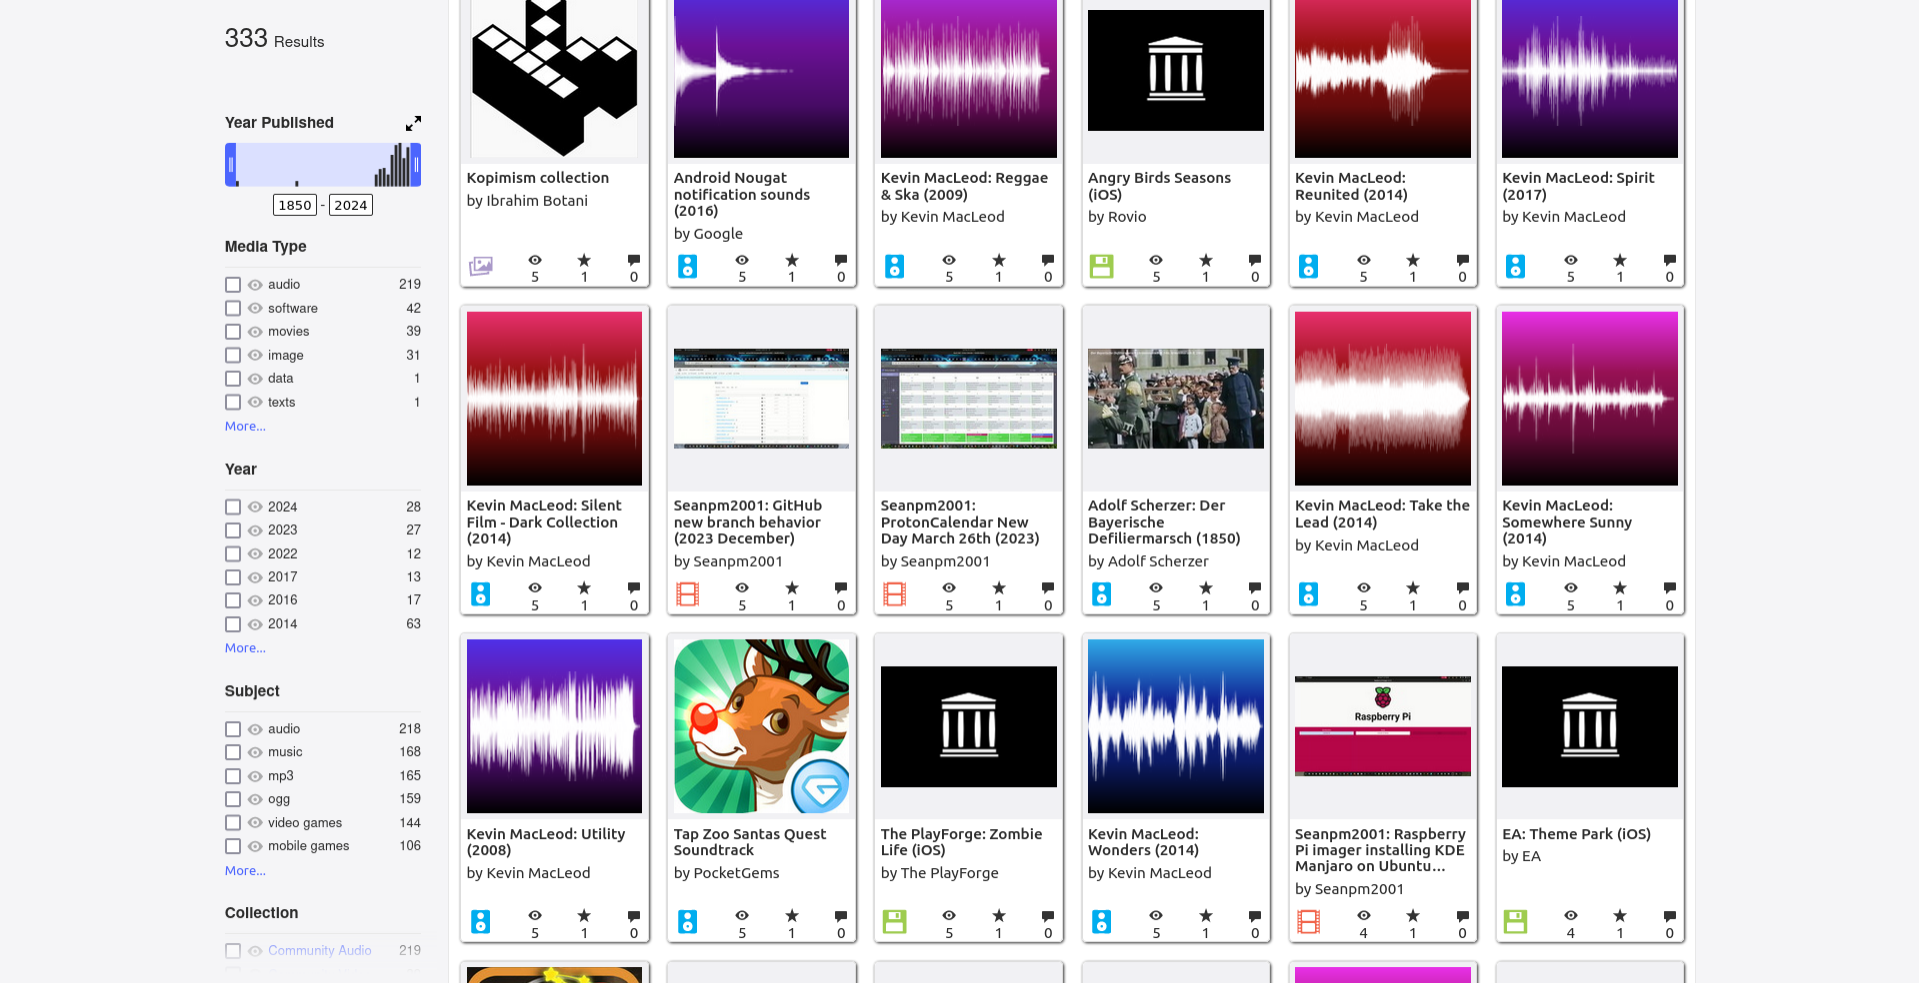 333 Results
Year Published
1850 - 2024
Media Type
audio 219
software 42
movies 39
image 31
data 1
texts 1
More...
Year
2024 28
2023 27
2022 12
2017 13
2016 17
2014 63
More...
Subject
audio 218
music 168
mp3 165
ogg 159
video games 144
mobile games 106
More...
Collection
Community Audio 219
Kopimism collection
by Ibrahim Botani
5 1 0
Android Nougat
notification sounds
(2016)
by Google
5 1 0
Kevin MacLeod: Reggae
& Ska (2009)
by Kevin MacLeod
5 1 0
Angry Birds Seasons
(iOS)
by Rovio
5 1 0
Kevin MacLeod:
Reunited (2014)
by Kevin MacLeod
5 1 0
Kevin MacLeod: Spirit
(2017)
by Kevin MacLeod
5 1 0
Kevin MacLeod: Silent
Film - Dark Collection
(2014)
by Kevin MacLeod
5 1 0
Seanpm2001: GitHub
new branch behavior
(2023 December)
by Seanpm2001
5 1 0
Seanpm2001:
ProtonCalendar New
Day March 26th (2023)
by Seanpm2001
5 1 0
Adolf Scherzer: Der
Bayerische
Defiliermarsch (1850)
by Adolf Scherzer
5 1 0
Kevin MacLeod: Take the
Lead (2014)
by Kevin MacLeod
5 1 0
Kevin MacLeod:
Somewhere Sunny
(2014)
by Kevin MacLeod
5 1 0
Kevin MacLeod: Utility
(2008)
by Kevin MacLeod
5 1 0
Tap Zoo Santas Quest
Soundtrack
by PocketGems
5 1 0
The PlayForge: Zombie
Life (iOS)
by The PlayForge
5 1 0
Kevin MacLeod:
Wonders (2014)
by Kevin MacLeod
5 1 0
Raspberry Pi
Seanpm2001: Raspberry
Pi imager installing KDE
Manjaro on Ubuntu...
by Seanpm2001
4 1 0
EA: Theme Park (iOS)
by EA
4 1 0